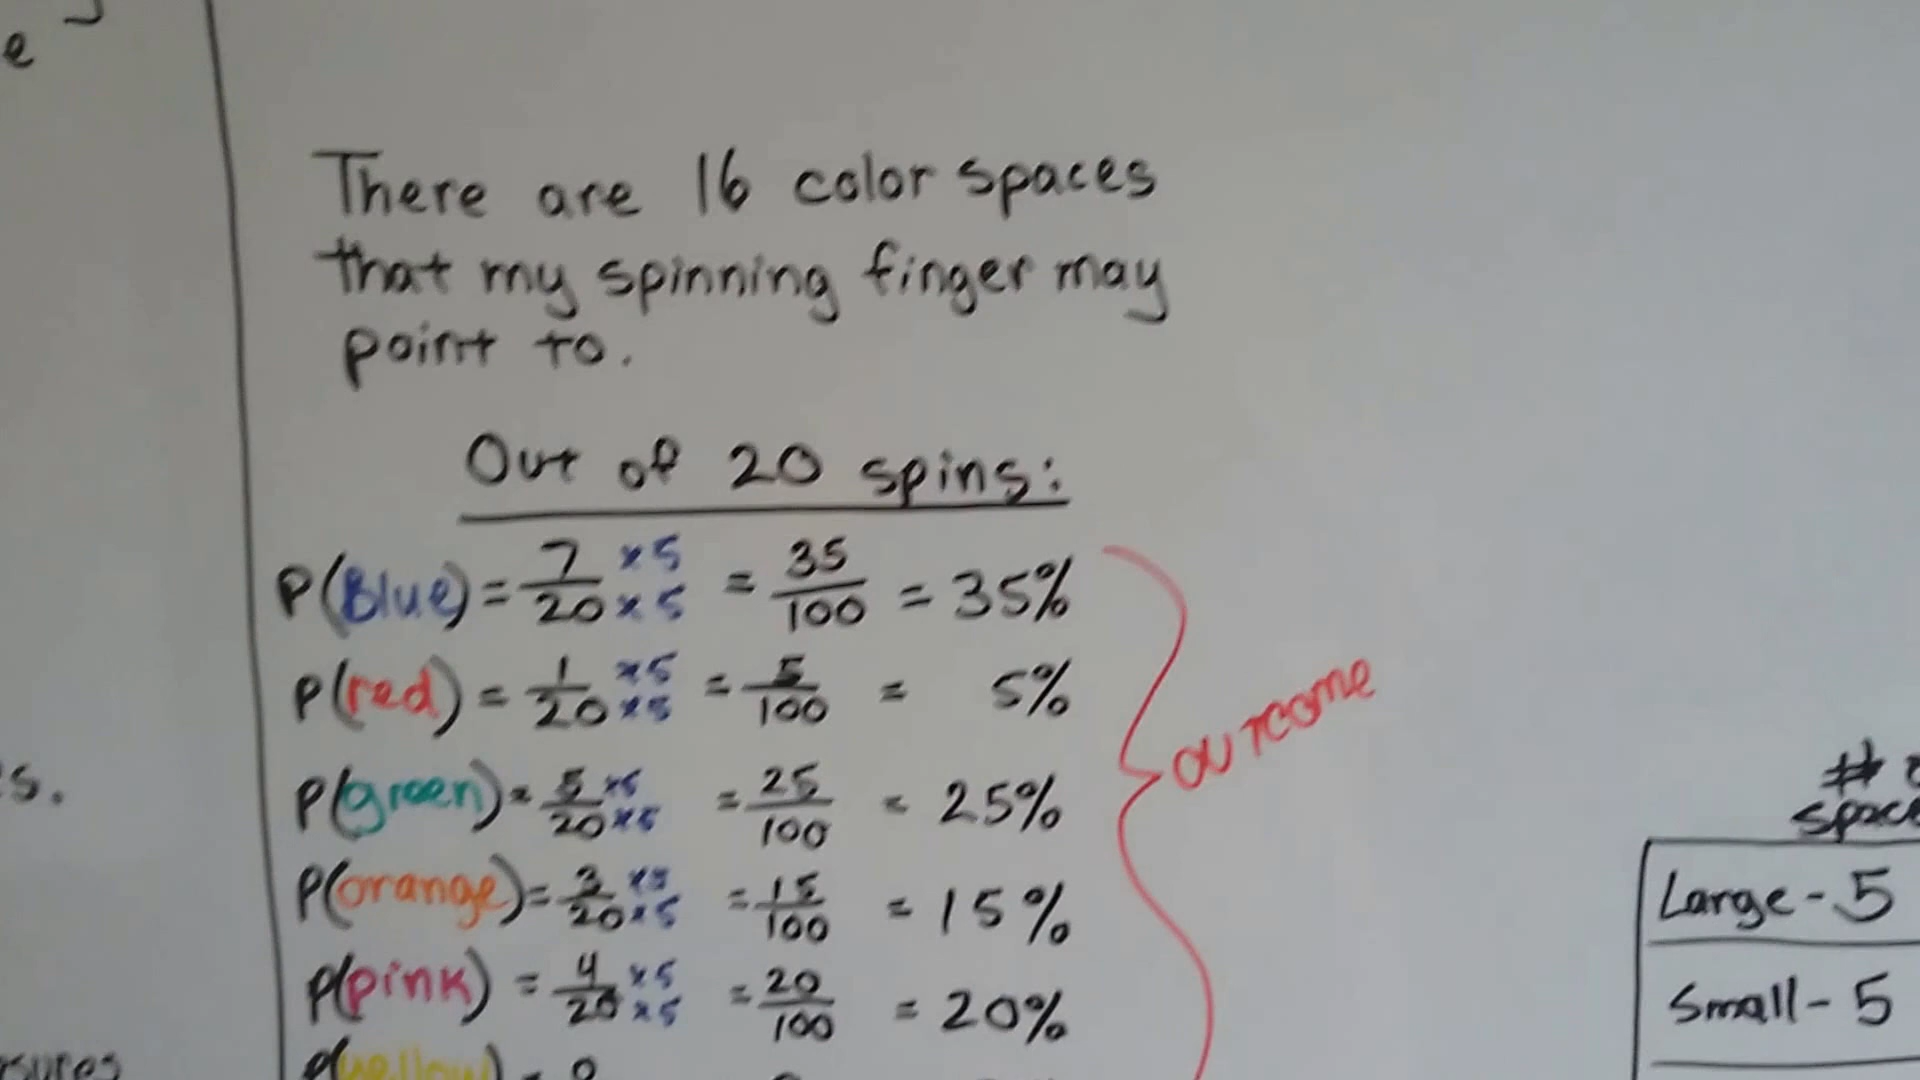 e
There are 16 color spaces
that my spinning finger may
point to.
Out of 20 spins:
P(Blue) = 7/20 ×5 ×5 = 35/100 = 35%
P(red) = 1/20 ×5 ×5 = 5/100 = 5%
P(green) = 5/20 ×5 ×5 = 25/100 = 25%
P(orange) = 3/20 ×5 ×5 = 15/100 = 15%
P(pink) = 4/20 ×5 ×5 = 20/100 = 20%
P(yellow) =
outcome
s.
#
Large - 5
Small - 5